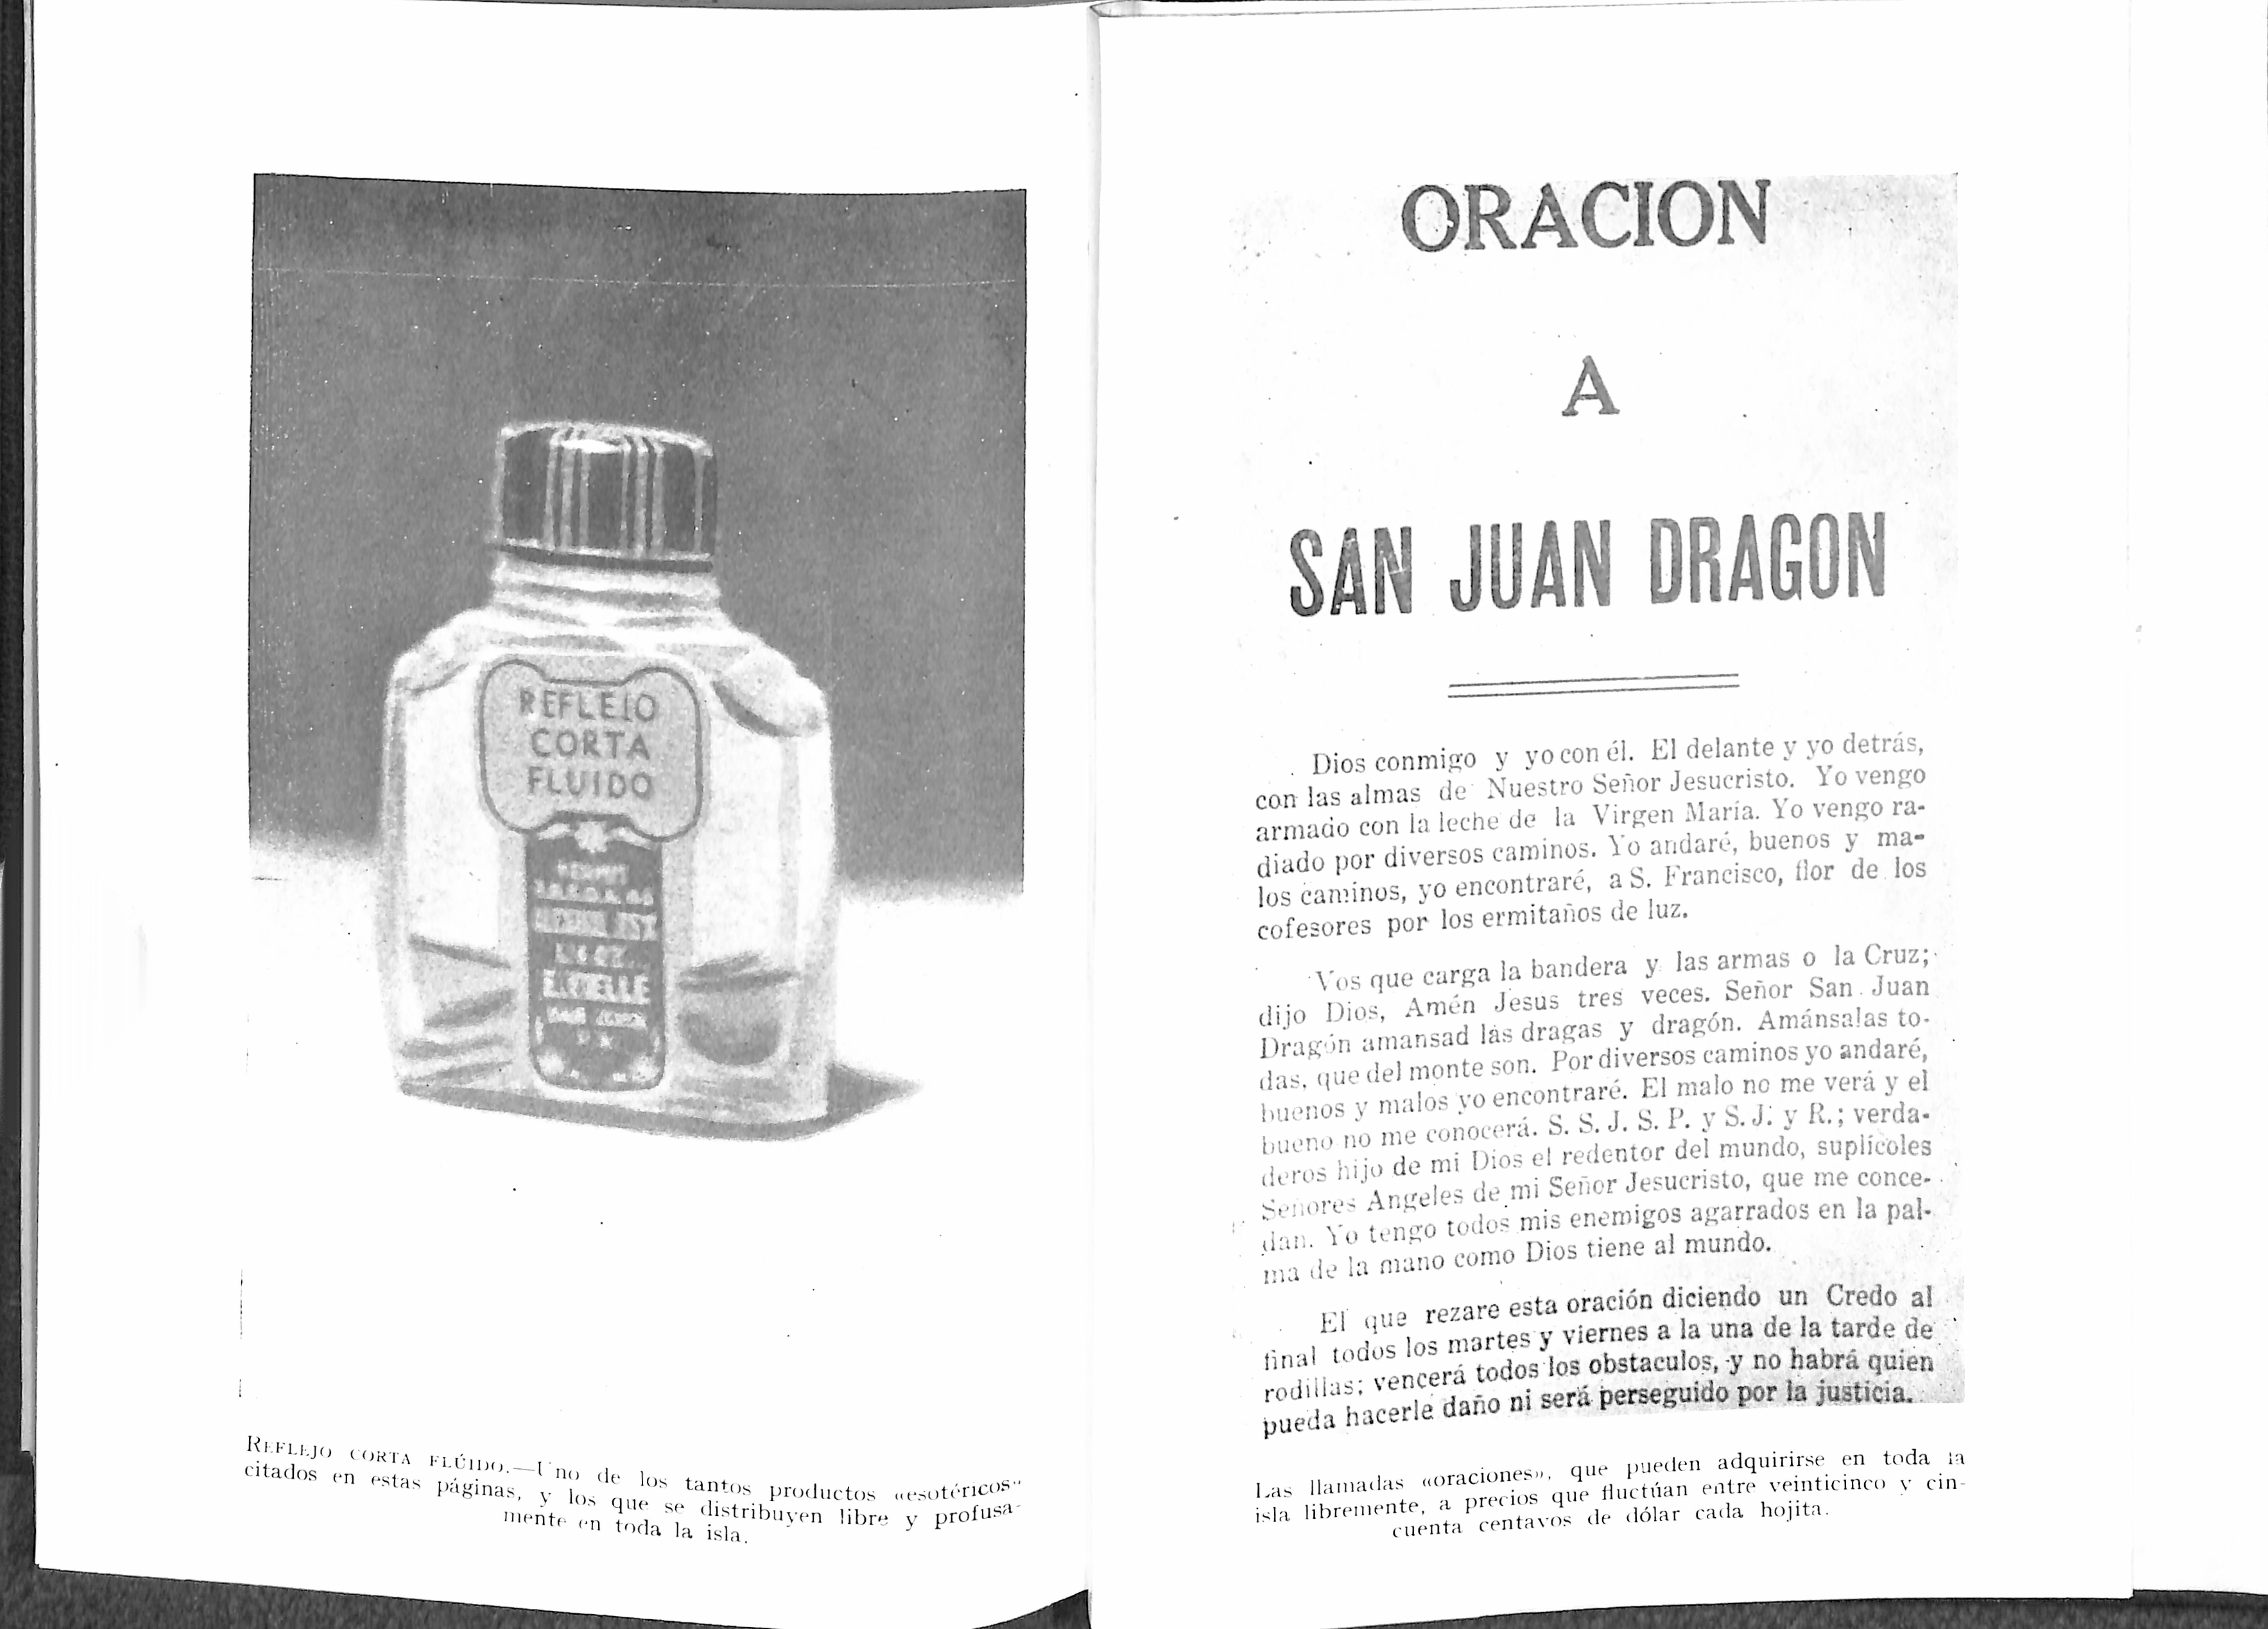 REFLEJO
CORTA
FLUIDO
REFLEJO CORTA FLÚIDO.—Uno de los tantos productos «esotéricos»
citados en estas páginas, y los que se distribuyen libre y profusa-
mente en toda la isla.
ORACION
A
SAN JUAN DRAGON
Dios conmigo y yo con él. El delante y yo detrás,
con las almas de Nuestro Señor Jesucristo. Yo vengo
armado con la leche de la Virgen María. Yo vengo ra-
diado por diversos caminos. Yo andaré, buenos y ma-
los caminos, yo encontraré, a S. Francisco, flor de los
cofesores por los ermitaños de luz.
Vos que carga la bandera y las armas o la Cruz;
dijo Dios, Amén Jesus tres veces. Señor San Juan
Dragón amansad las dragas y dragón. Amánsalas to-
das, que del monte son. Por diversos caminos yo andaré,
buenos y malos yo encontraré. El malo no me verá y el
bueno no me conocerá. S. S. J. S. P. y S. J. y R.; verda-
deros hijo de mi Dios el redentor del mundo, suplícoles
Señores Angeles de mi Señor Jesucristo, que me conce-
dan. Yo tengo todos mis enemigos agarrados en la pal-
ma de la mano como Dios tiene al mundo.
El que rezare esta oración diciendo un Credo al
final todos los martes y viernes a la una de la tarde de
rodillas; vencerá todos los obstaculos, y no habrá quien
pueda hacerle daño ni será perseguido por la justicia.
Las llamadas «oraciones», que pueden adquirirse en toda la
isla libremente, a precios que fluctúan entre veinticinco y cin-
cuenta centavos de dólar cada hojita.